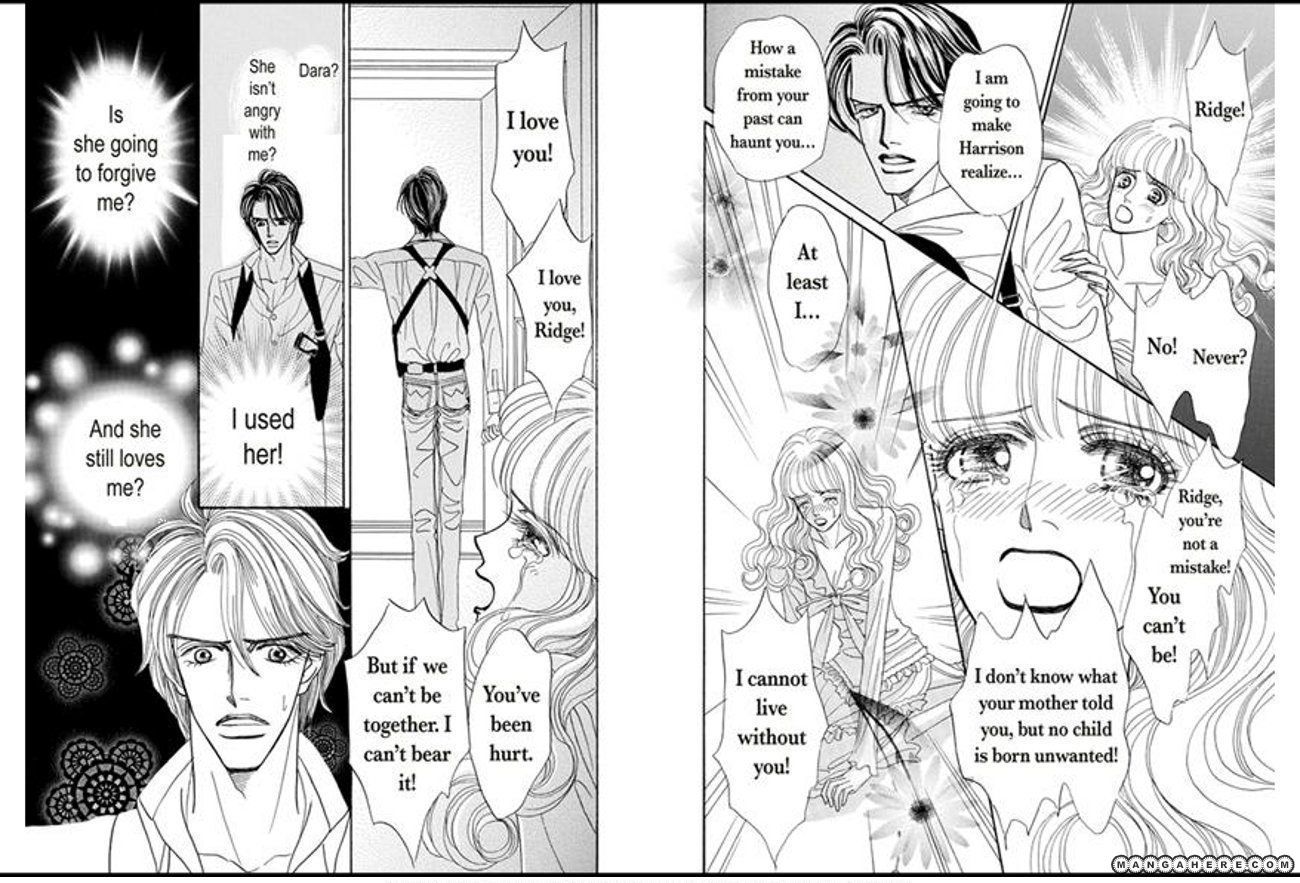 Ridge!
I am
going to
make
Harrison
realize...
How a
mistake
from your
past can
haunt you...
No!
Never?
Ridge,
you're
not a
mistake!
You
can't
be!
I don't know what
your mother told
you, but no child
is born unwanted!
At
least
I...
I cannot
live
without
you!
I love
you!
I love
you,
Ridge!
You've
been
hurt.
But if we
can't be
together. I
can't bear
it!
Dara?
She
isn't
angry
with
me?
I used
her!
Is
she going
to forgive
me?
And she
still loves
me?
MANGAHERE.COM